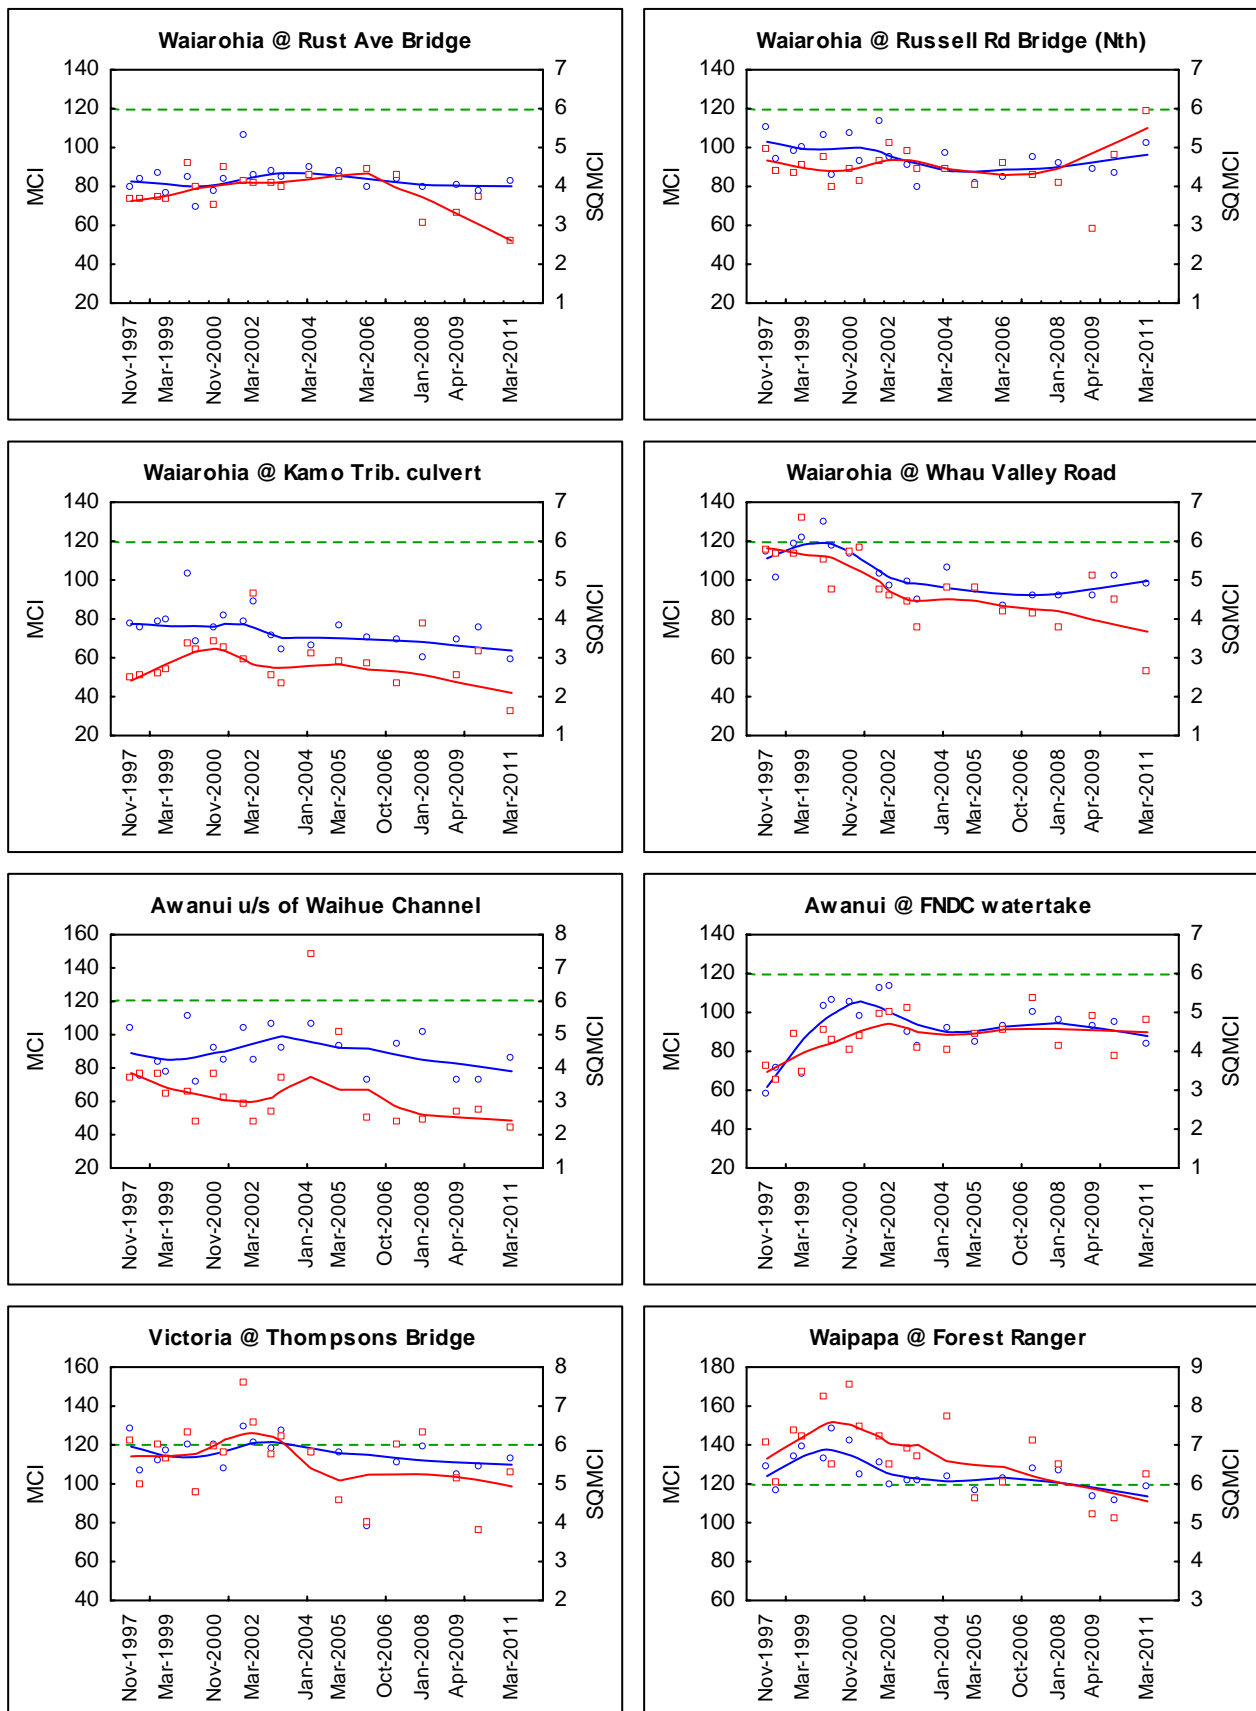 Waiarohia @ Rust Ave Bridge
140
120
100
80
60
40
20
MCI
7
6
5
4
3
2
1
SQMCI
Nov-1997
Mar-1999
Nov-2000
Mar-2002
Jan-2004
Mar-2006
Jan-2008
Apr-2009
Mar-2011
Waiarohia @ Russell Rd Bridge (Nth)
140
120
100
80
60
40
20
MCI
7
6
5
4
3
2
1
SQMCI
Nov-1997
Mar-1999
Nov-2000
Mar-2002
Mar-2004
Mar-2006
Jan-2008
Apr-2009
Mar-2011
Waiarohia @ Kamo Trib. culvert
140
120
100
80
60
40
20
MCI
7
6
5
4
3
2
1
SQMCI
Nov-1997
Mar-1999
Nov-2000
Mar-2002
Jan-2004
Mar-2005
Oct-2006
Jan-2008
Apr-2009
Mar-2011
Waiarohia @ Whau Valley Road
140
120
100
80
60
40
20
MCI
7
6
5
4
3
2
1
SQMCI
Nov-1997
Mar-1999
Nov-2000
Mar-2002
Jan-2004
Mar-2005
Oct-2006
Jan-2008
Apr-2009
Mar-2011
Awanui u/s of Waihue Channel
160
140
120
100
80
60
40
20
MCI
8
7
6
5
4
3
2
1
SQMCI
Nov-1997
Mar-1999
Nov-2000
Mar-2002
Jan-2004
Mar-2005
Oct-2006
Jan-2008
Apr-2009
Mar-2011
Awanui @ FNDC watertake
140
120
100
80
60
40
20
MCI
7
6
5
4
3
2
1
SQMCI
Nov-1997
Mar-1999
Nov-2000
Mar-2002
Jan-2004
Mar-2005
Oct-2006
Jan-2008
Apr-2009
Mar-2011
Victoria @ Thompsons Bridge
160
140
120
100
80
60
40
MCI
8
7
6
5
4
3
2
SQMCI
Nov-1997
Mar-1999
Nov-2000
Mar-2002
Jan-2004
Mar-2005
Oct-2006
Jan-2008
Apr-2009
Mar-2011
Waipapa @ Forest Ranger
180
160
140
120
100
80
60
MCI
9
8
7
6
5
4
3
SQMCI
Nov-1997
Mar-1999
Nov-2000
Mar-2002
Jan-2004
Mar-2005
Oct-2006
Jan-2008
Apr-2009
Mar-2011